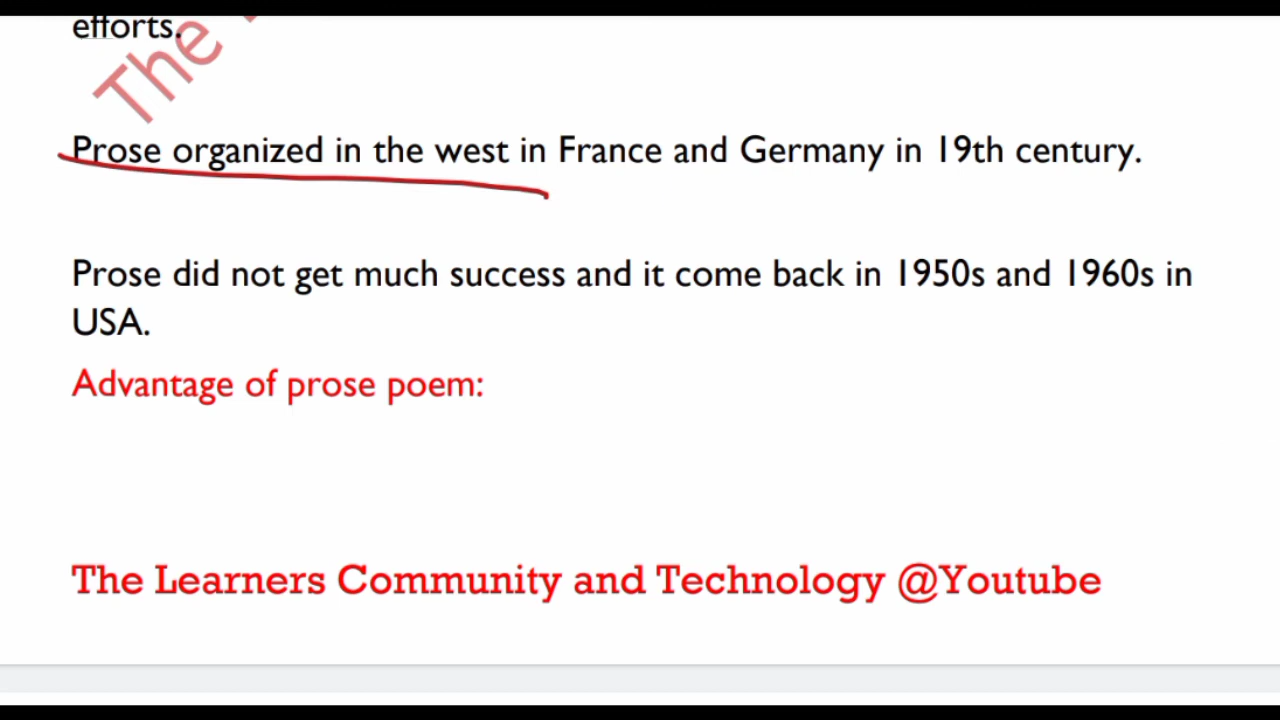 efforts.
The
Prose organized in the west in France and Germany in 19th century.
Prose did not get much success and it come back in 1950s and 1960s in
USA.
Advantage of prose poem:
The Learners Community and Technology @Youtube